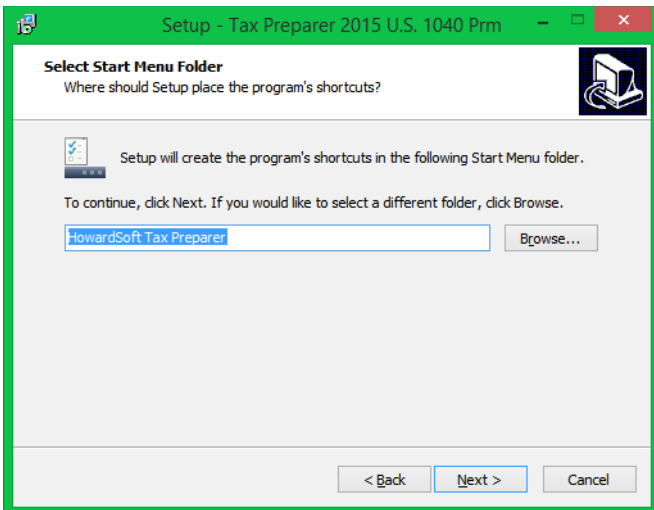 Setup - Tax Preparer 2015 U.S. 1040 Prm
Select Start Menu Folder
Where should Setup place the program's shortcuts?
Setup will create the program's shortcuts in the following Start Menu folder.
To continue, click Next. If you would like to select a different folder, click Browse.
HowardSoft Tax Preparer
Browse...
< Back Next > Cancel